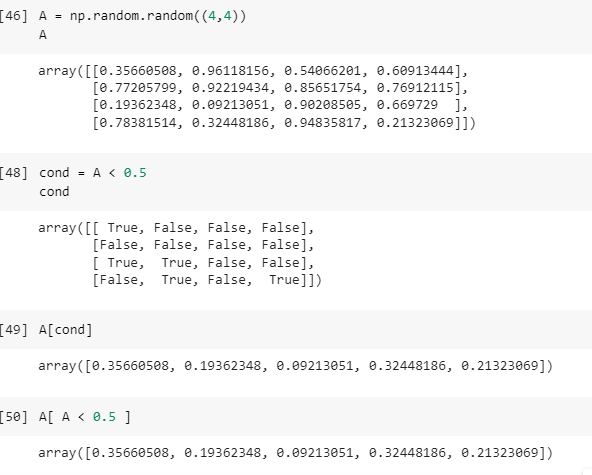 [46] A = np.random.random((4,4))
A
array([[0.35660508, 0.96118156, 0.54066201, 0.60913444],
[0.77205799, 0.92219434, 0.85651754, 0.76912115],
[0.19362348, 0.09213051, 0.90208505, 0.669729  ],
[0.78381514, 0.32448186, 0.94835817, 0.21323069]])
[48] cond = A < 0.5
cond
array([[ True, False, False, False],
[False, False, False, False],
[ True,  True, False, False],
[False,  True, False,  True]])
[49] A[cond]
array([0.35660508, 0.19362348, 0.09213051, 0.32448186, 0.21323069])
[50] A[ A < 0.5 ]
array([0.35660508, 0.19362348, 0.09213051, 0.32448186, 0.21323069])